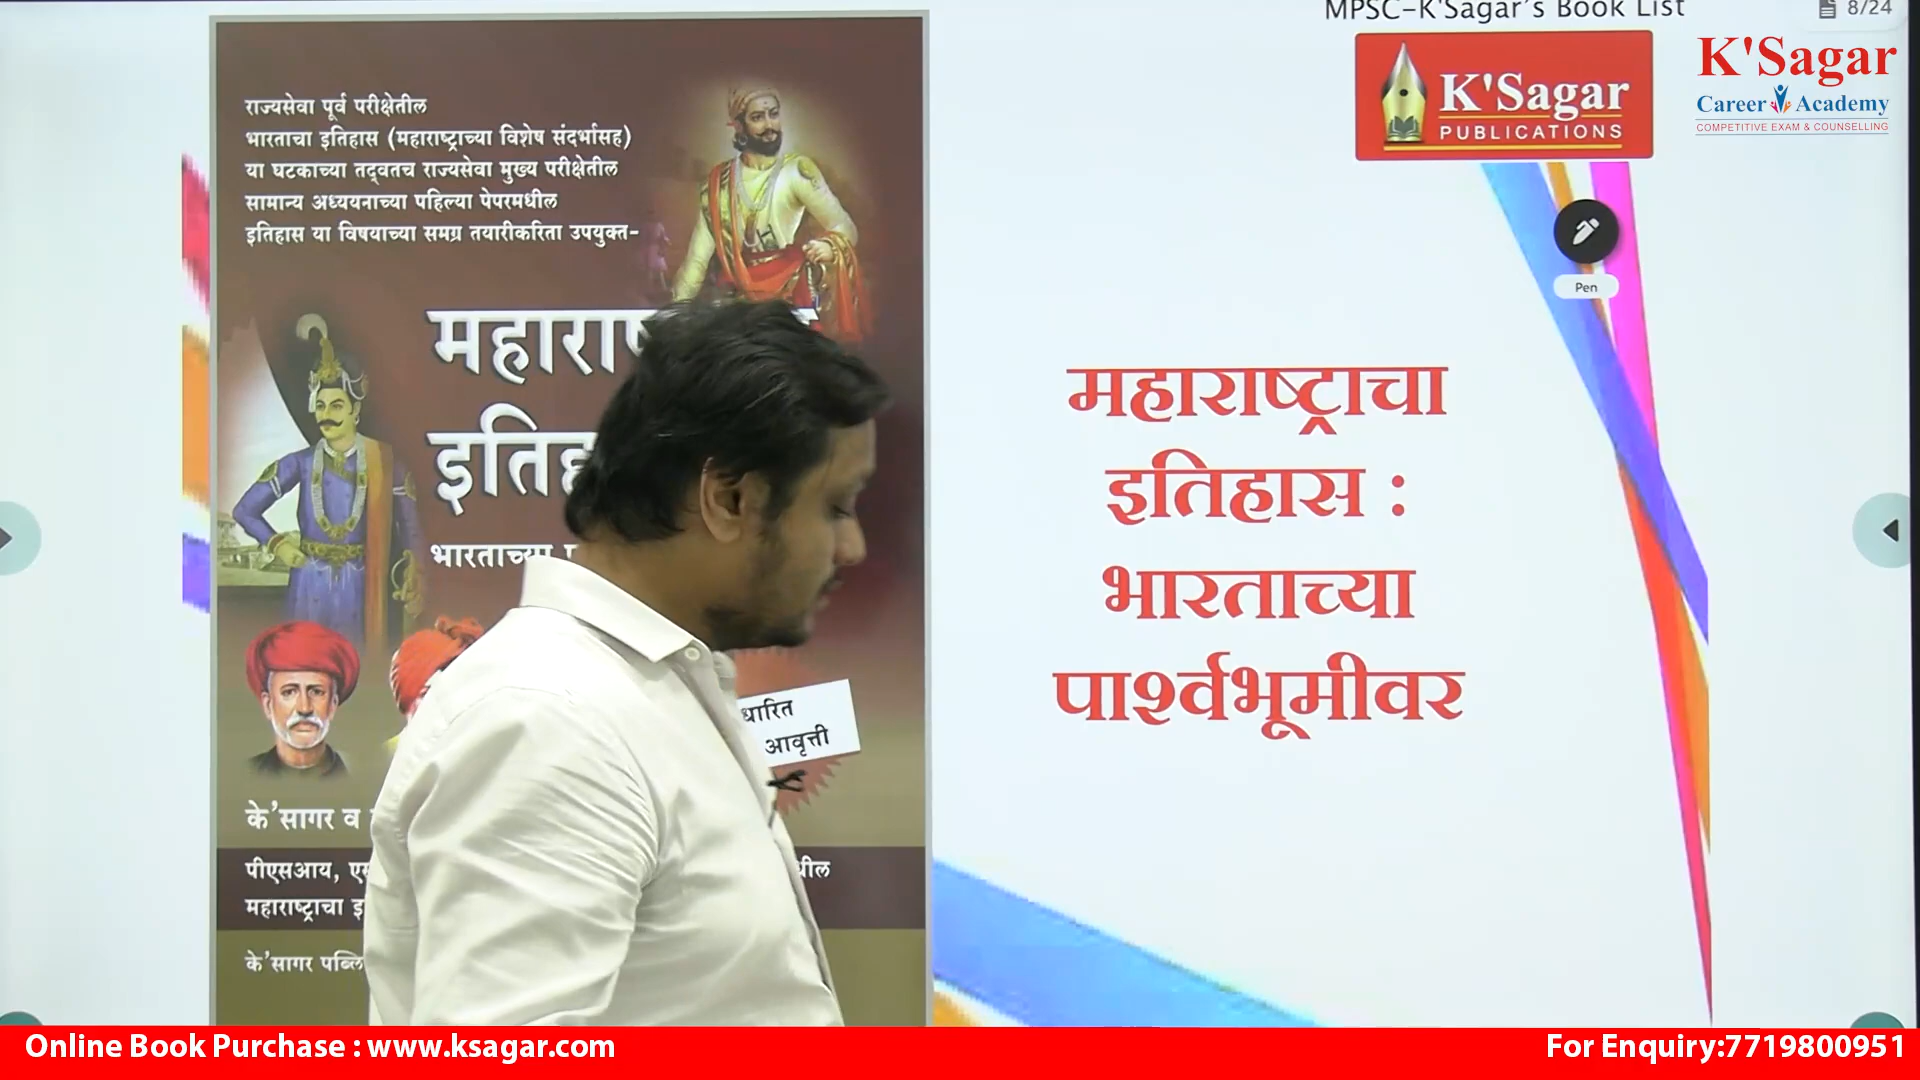 MPSC-K'Sagar's Book List
8/24
K'Sagar
PUBLICATIONS
K'Sagar
Career Academy
COMPETITIVE EXAM & COUNSELLING
Pen
राज्यसेवा पूर्व परीक्षेतील
भारताचा इतिहास (महाराष्ट्राच्या विशेष संदर्भासह)
या घटकाच्या तद्वतच राज्यसेवा मुख्य परीक्षेतील
सामान्य अध्ययनाच्या पहिल्या पेपरमधील
इतिहास या विषयाच्या समग्र तयारीकरिता उपयुक्त-
भारताच्या
धारित
आवृत्ती
के'सागर व
पीएसआय,
महाराष्ट्राचा
के'सागर
महाराष्ट्राचा
इतिहास :
भारताच्या
पार्श्वभूमीवर
Online Book Purchase : www.ksagar.com
For Enquiry:7719800951